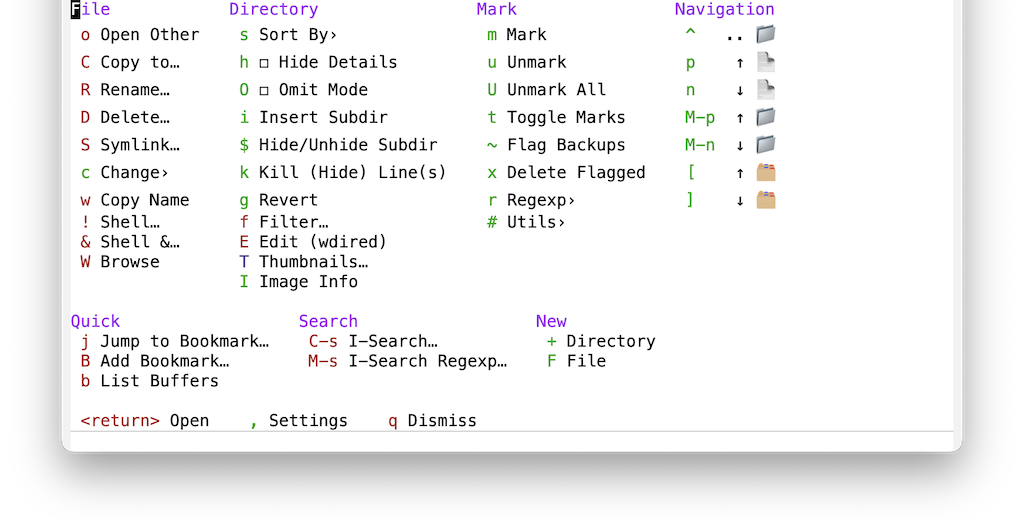 File Directory Mark Navigation
o Open Other s Sort By› m Mark ^ .. 📁
C Copy to… h □ Hide Details u Unmark p ↑
R Rename… O □ Omit Mode U Unmark All n ↓
D Delete… i Insert Subdir t Toggle Marks M-p ↑ 📁
S Symlink… $ Hide/Unhide Subdir ~ Flag Backups M-n ↓ 📁
c Change› k Kill (Hide) Line(s) x Delete Flagged [ ↑ 🗂
w Copy Name g Revert r Regexp› ] ↓ 🗂
! Shell… f Filter… # Utils›
& Shell &… E Edit (wdired)
W Browse T Thumbnails…
I Image Info
Quick Search New
j Jump to Bookmark… C-s I-Search… + Directory
B Add Bookmark… M-s I-Search Regexp… F File
b List Buffers
<return> Open , Settings q Dismiss